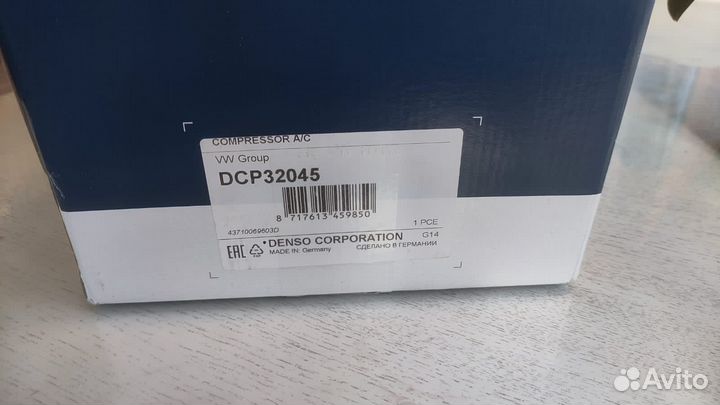 COMPRESSOR A/C
VW Group
DCP32045
8 717613 459850
43710069603D
1 PCE
EAC
DENSO CORPORATION G14
MADE IN: Germany СДЕЛАНО В ГЕРМАНИИ
Avito